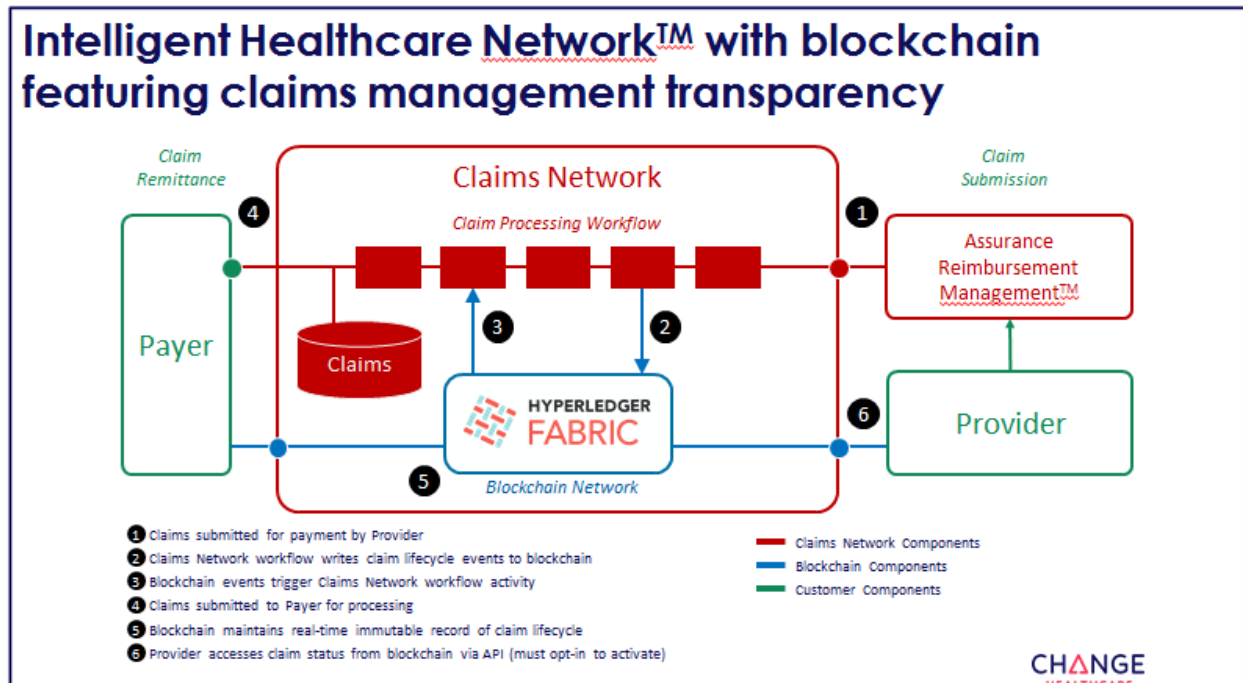 Intelligent Healthcare Network™ with blockchain
featuring claims management transparency
Claim
Remittance
Claim
Submission
Claims Network
Claim Processing Workflow
4
1
Assurance
Reimbursement
Management™
Payer
Claims
3
2
HYPERLEDGER
FABRIC
6
Provider
5
Blockchain Network
1 Claims submitted for payment by Provider
2 Claims Network workflow writes claim lifecycle events to blockchain
3 Blockchain events trigger Claims Network workflow activity
4 Claims submitted to Payer for processing
5 Blockchain maintains real-time immutable record of claim lifecycle
6 Provider accesses claim status from blockchain via API (must opt-in to activate)
Claims Network Components
Blockchain Components
Customer Components
CHANGE
HEALTHCARE